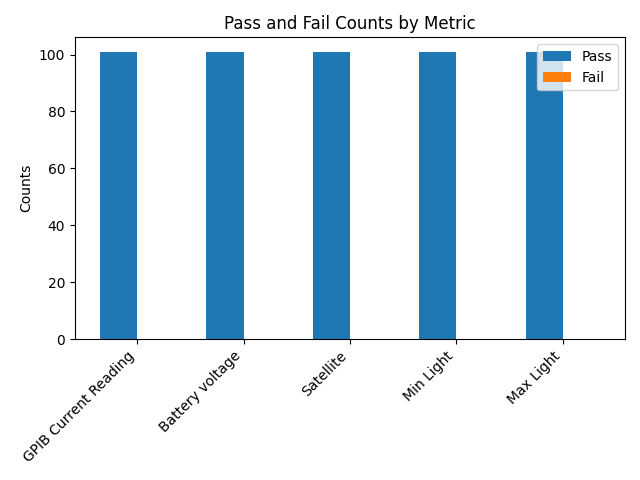 Pass and Fail Counts by Metric
Pass
Fail
Counts
100
80
60
40
20
0
GPIB Current Reading
Battery voltage
Satellite
Min Light
Max Light